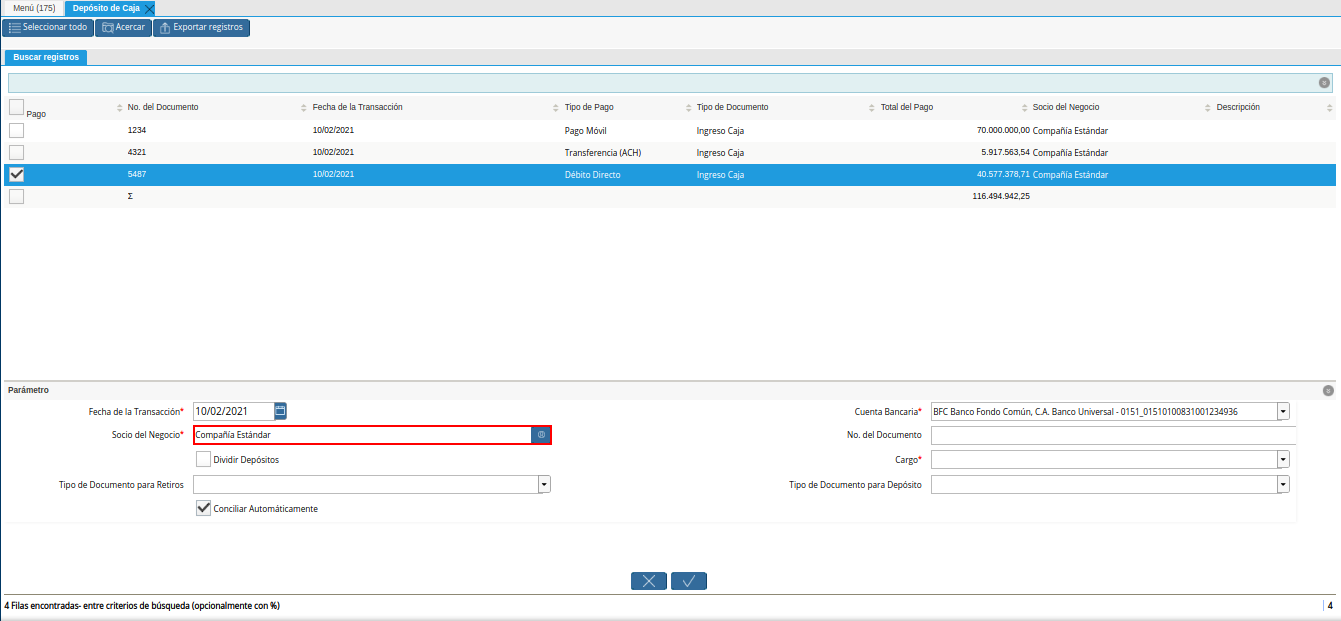 Menú (175) Depósito de Caja
Seleccionar todo Acercar Exportar registros
Buscar registros
Pago No. del Documento Fecha de la Transacción Tipo de Pago Tipo de Documento Total del Pago Socio del Negocio Descripción
1234 10/02/2021 Pago Móvil Ingreso Caja 70.000.000,00 Compañía Estándar
4321 10/02/2021 Transferencia (ACH) Ingreso Caja 5.917.563,54 Compañía Estándar
5487 10/02/2021 Débito Directo Ingreso Caja 40.577.378,71 Compañía Estándar
Σ 116.494.942,25
Parámetro
Fecha de la Transacción* 10/02/2021 Cuenta Bancaria* BFC Banco Fondo Común, C.A. Banco Universal - 0151_01510100831001234936
Socio del Negocio* Compañía Estándar No. del Documento
Dividir Depósitos Cargo*
Tipo de Documento para Retiros Tipo de Documento para Depósito
Conciliar Automáticamente
4 Filas encontradas- entre criterios de búsqueda (opcionalmente con %) 4